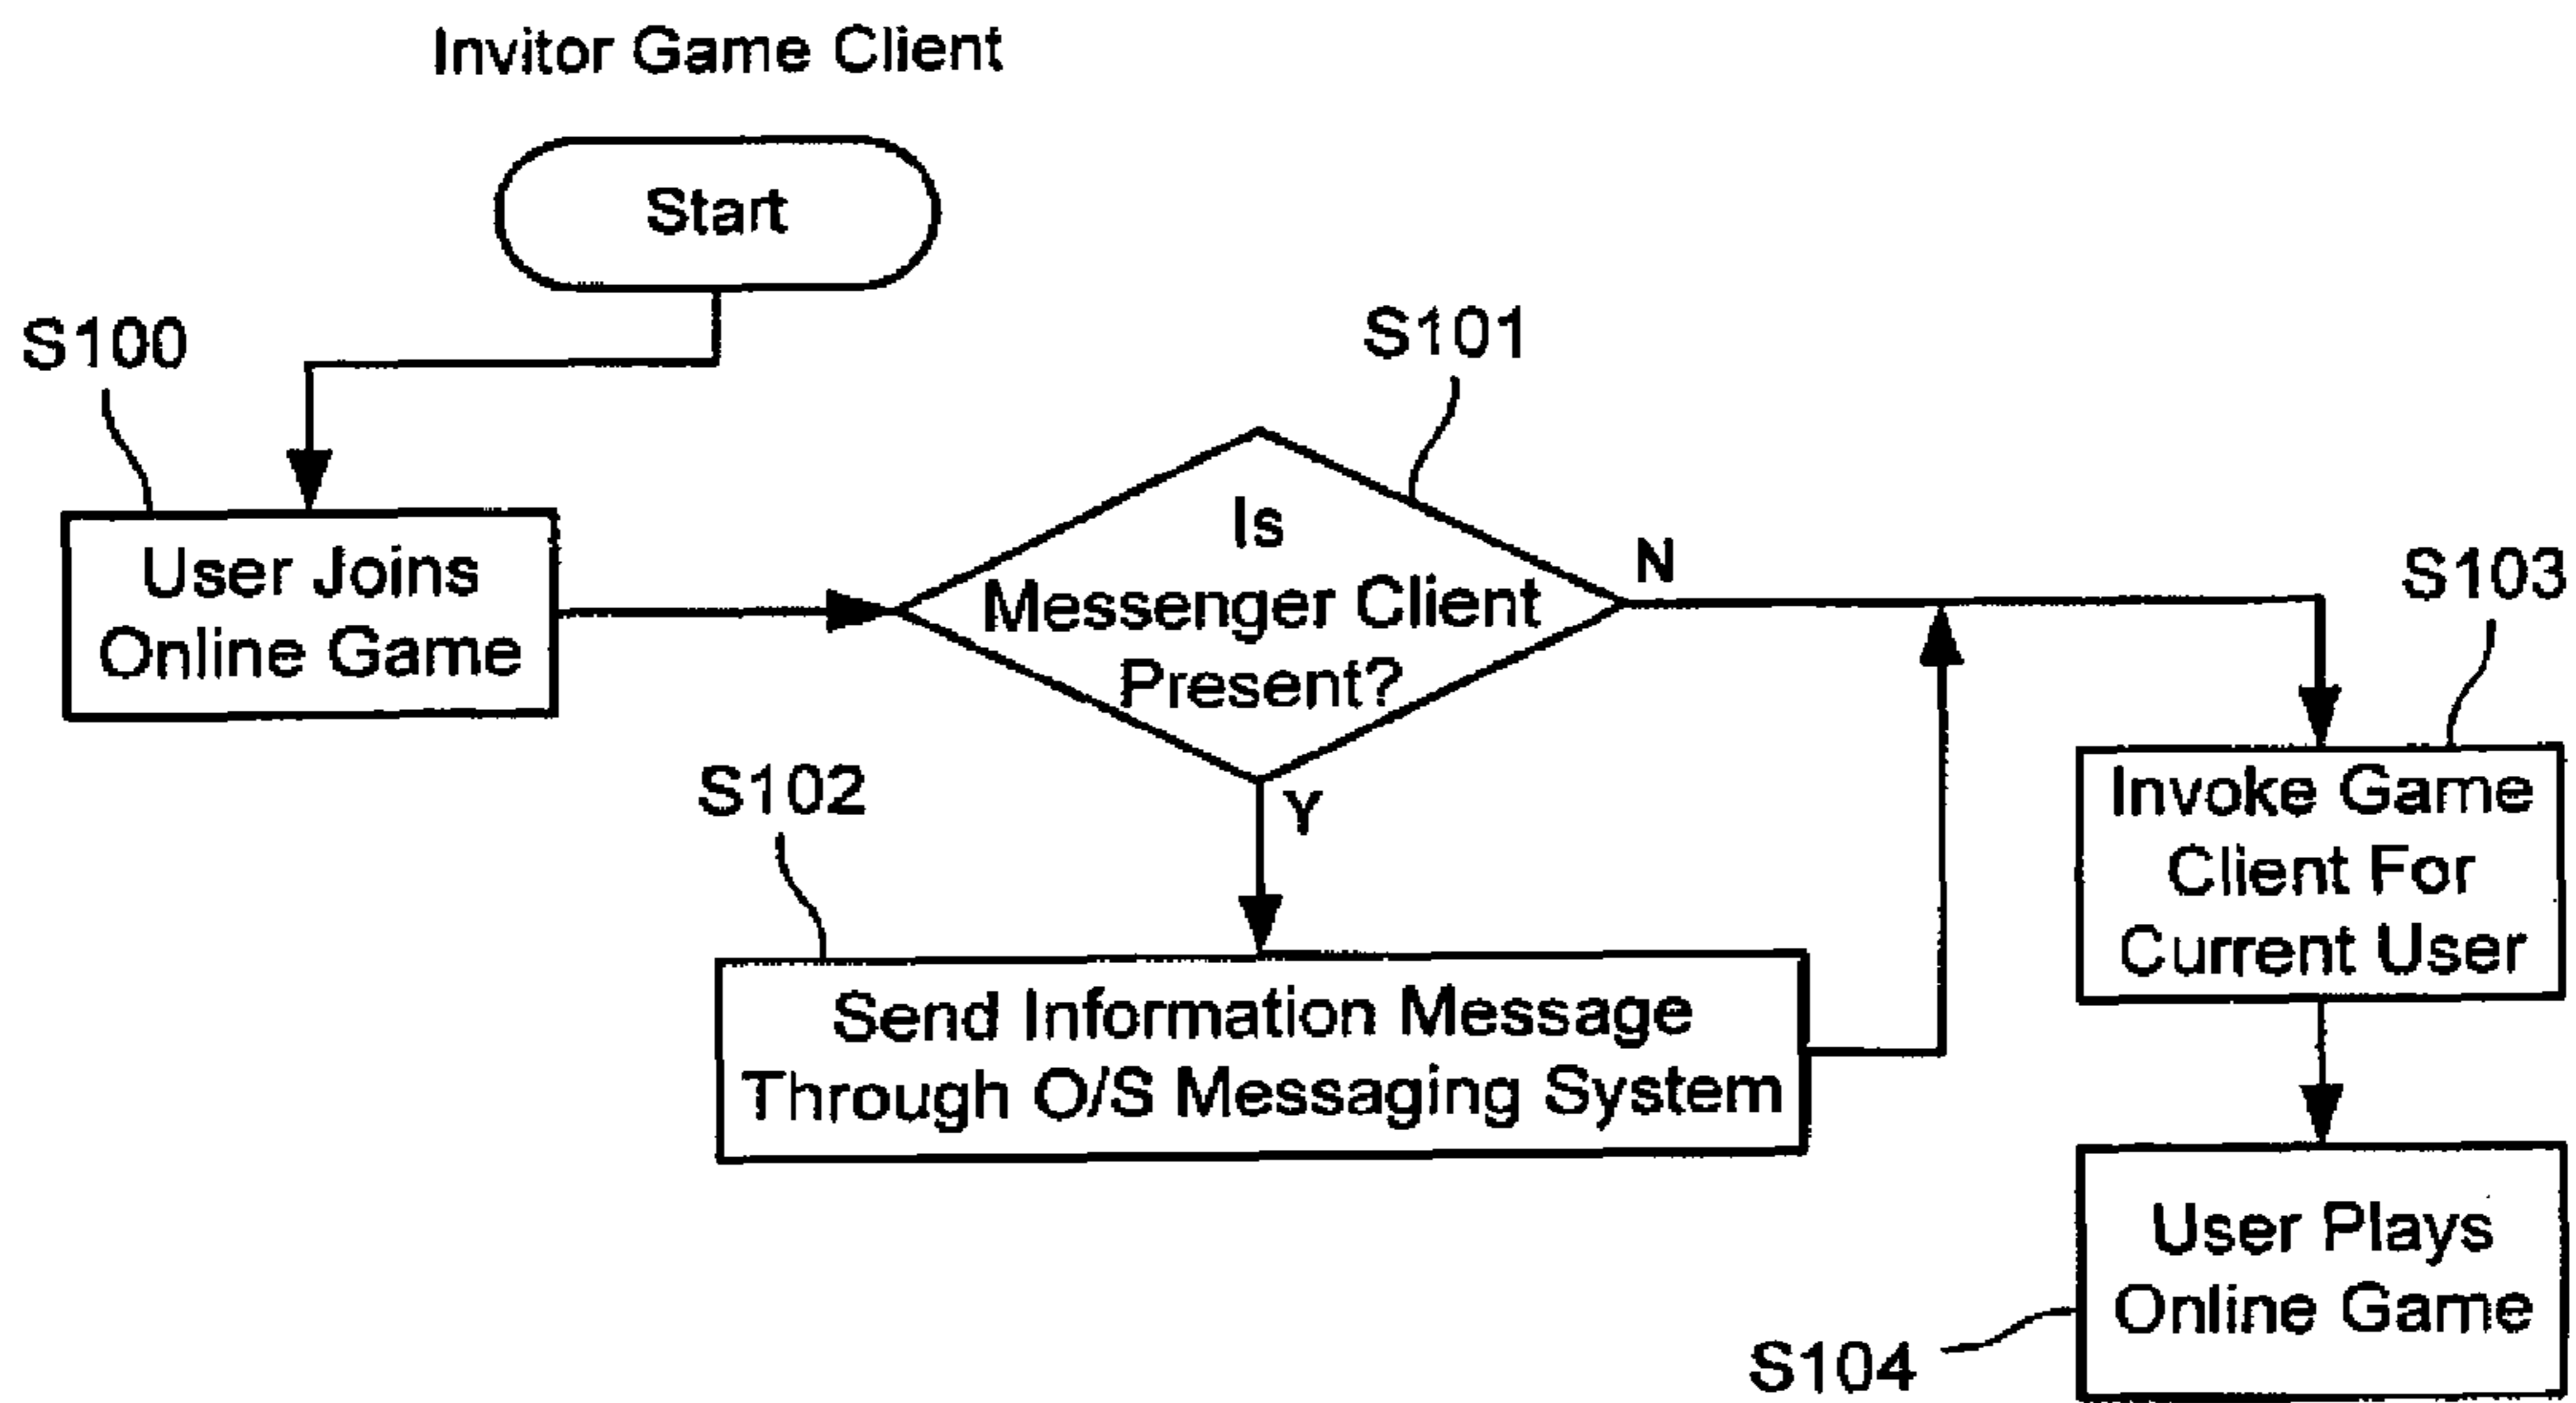 Invitor Game Client
Start
S100
User Joins
Online Game
S101
Is
Messenger Client
Present?
N
Y
S102
Send Information Message
Through O/S Messaging System
S103
Invoke Game
Client For
Current User
User Plays
Online Game
S104